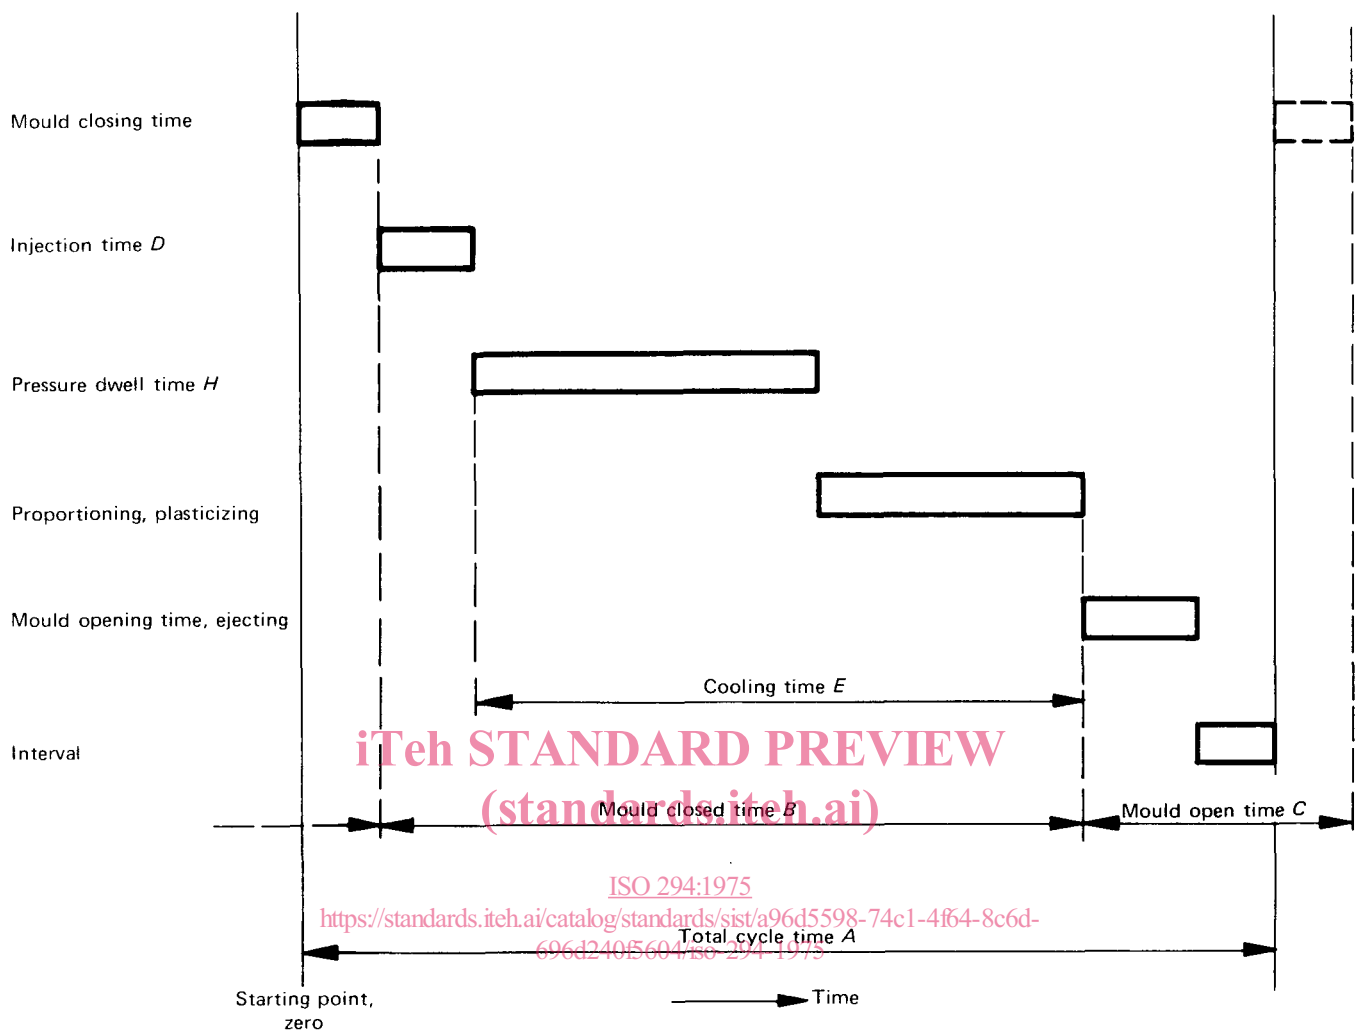 Mould closing time
Injection time D
Pressure dwell time H
Proportioning, plasticizing
Mould opening time, ejecting
Cooling time E
iTeh STANDARD PREVIEW
Interval
(standards.iteh.ai)
Mould closed time B
Mould open time C
ISO 294:1975
https://standards.iteh.ai/catalog/standards/sist/a96d5598-74c1-4f64-8c6d-
696d240f5604/iso-294-1975
Total cycle time A
Starting point,
zero
Time